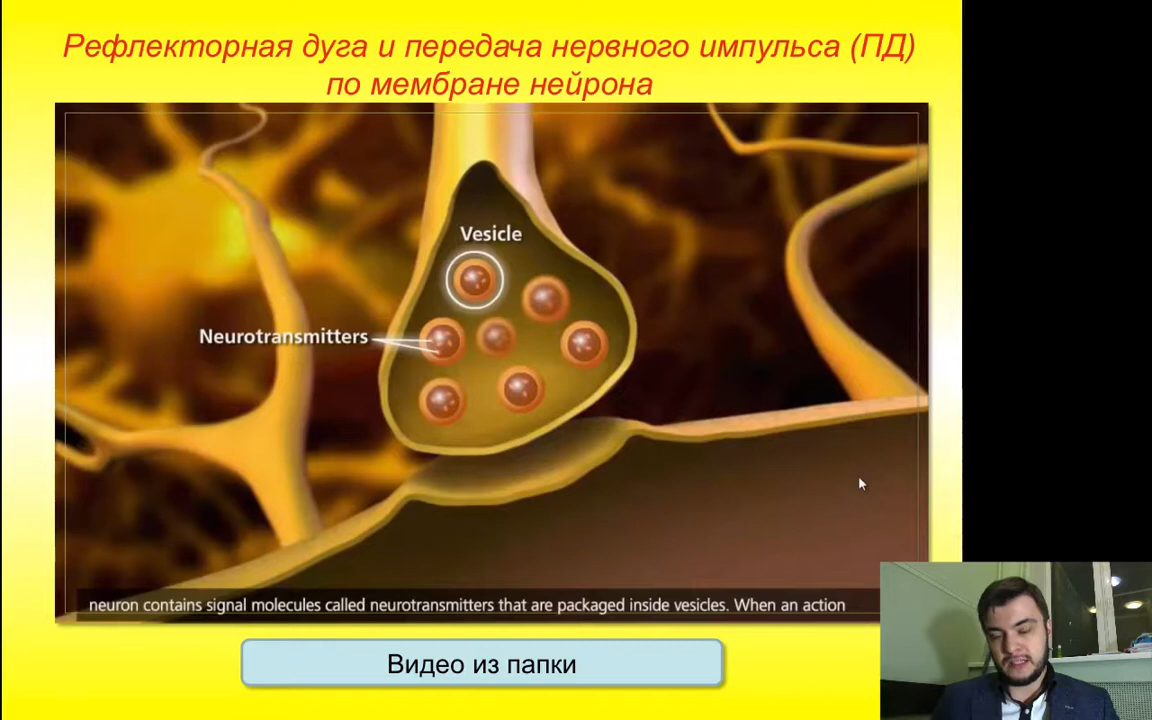 Рефлекторная дуга и передача нервного импульса (ПД)
по мембране нейрона
Vesicle
Neurotransmitters
neuron contains signal molecules called neurotransmitters that are packaged inside vesicles. When an action
Видео из папки